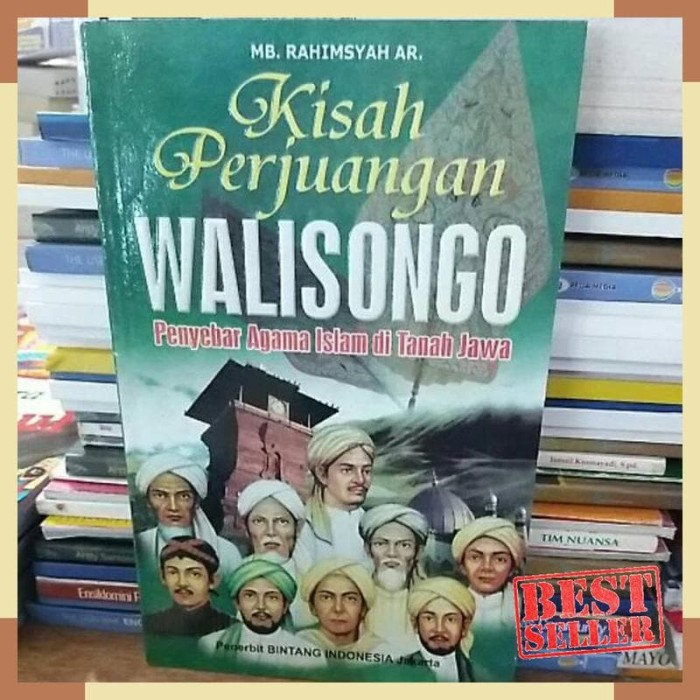 MB. RAHIMSYAH AR.
Kisah
Perjuangan
WALISONGO
Penyebar Agama Islam di Tanah Jawa
Penerbit BINTANG INDONESIA Jakarta
BEST
SELLER
TIM NUANSA
MAYO